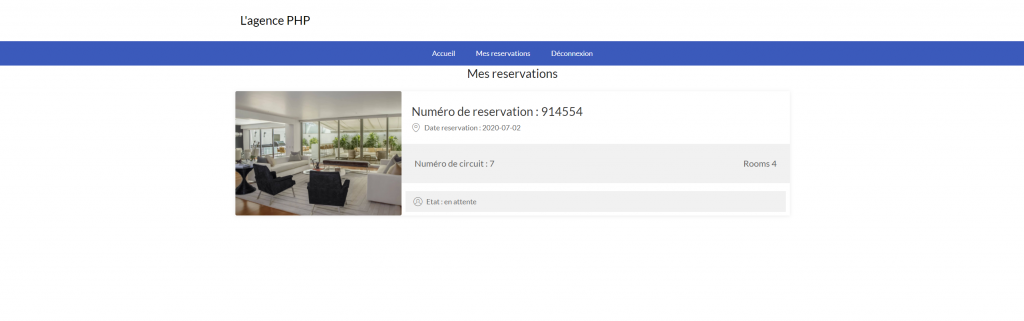 L'agence PHP
Accueil Mes reservations Déconnexion
Mes reservations
Numéro de reservation : 914554
Date reservation : 2020-07-02
Numéro de circuit : 7 Rooms 4
Etat : en attente